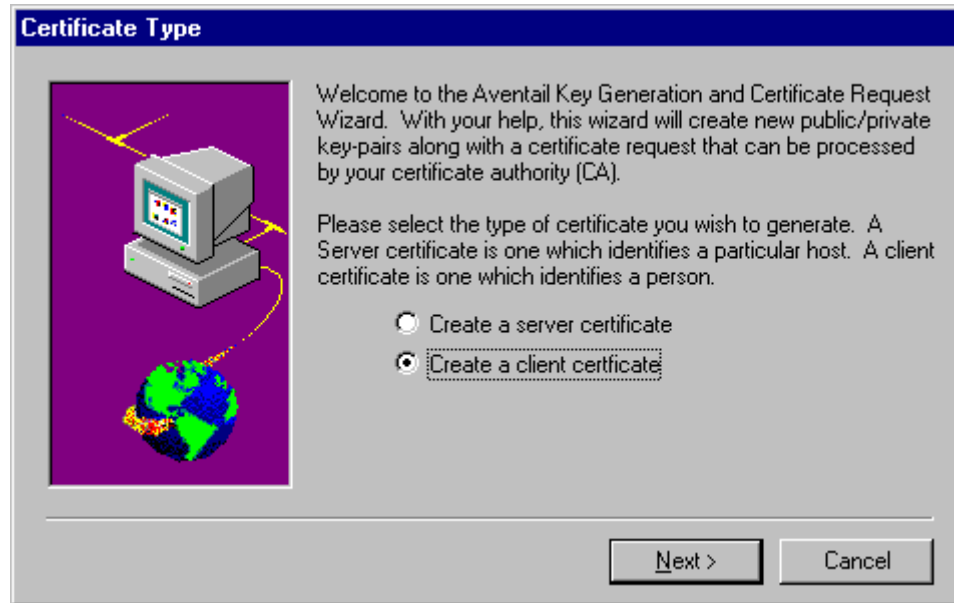 Certificate Type
Welcome to the Aventail Key Generation and Certificate Request
Wizard. With your help, this wizard will create new public/private
key-pairs along with a certificate request that can be processed
by your certificate authority (CA).
Please select the type of certificate you wish to generate. A
Server certificate is one which identifies a particular host. A client
certificate is one which identifies a person.
Create a server certificate
Create a client certficate
Next >
Cancel